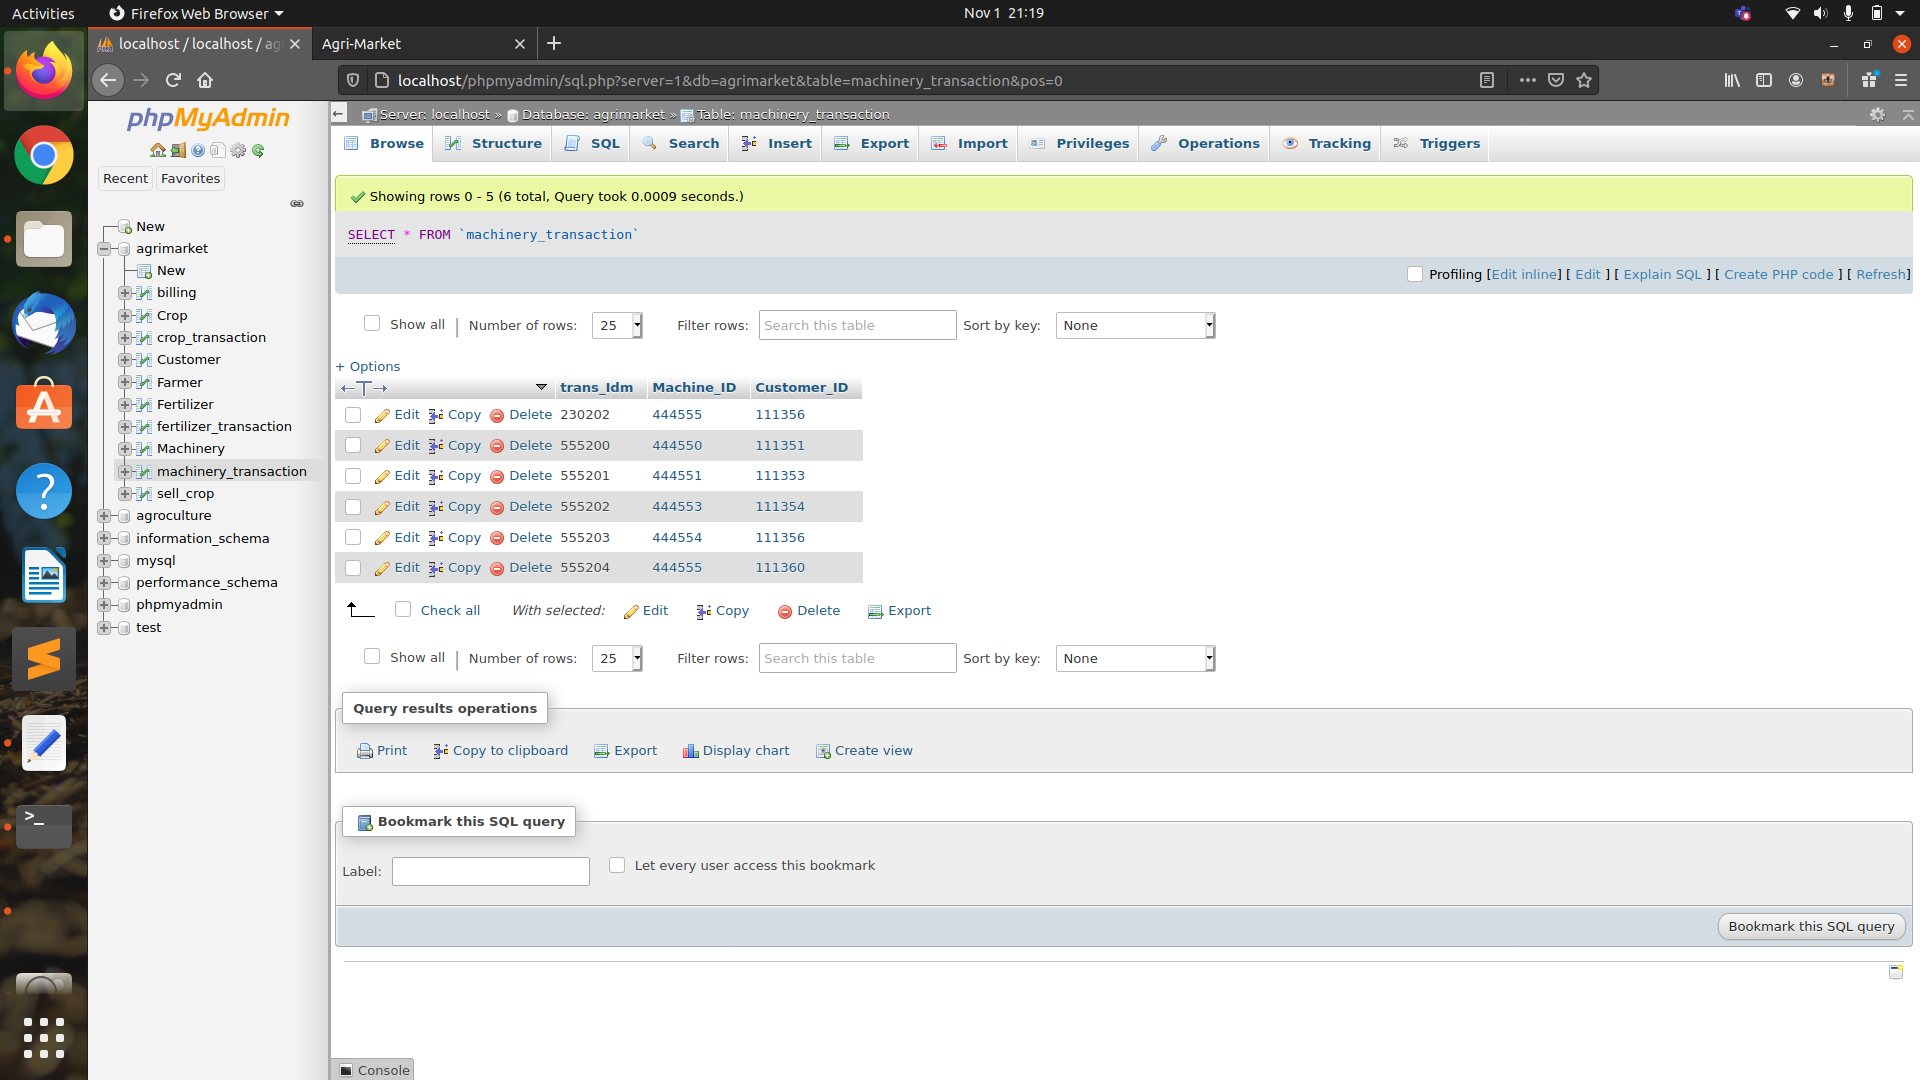 Activities Firefox Web Browser Nov 1 21:19
localhost / localhost / ag Agri-Market
localhost/phpmyadmin/sql.php?server=1&db=agrimarket&table=machinery_transaction&pos=0
phpMyAdmin
Recent Favorites
New
agrimarket
New
billing
Crop
crop_transaction
Customer
Farmer
Fertilizer
fertilizer_transaction
Machinery
machinery_transaction
sell_crop
agroculture
information_schema
mysql
performance_schema
phpmyadmin
test
Server: localhost » Database: agrimarket » Table: machinery_transaction
Browse Structure SQL Search Insert Export Import Privileges Operations Tracking Triggers
Showing rows 0 - 5 (6 total, Query took 0.0009 seconds.)
SELECT * FROM `machinery_transaction`
Profiling [Edit inline] [ Edit ] [ Explain SQL ] [ Create PHP code ] [ Refresh]
Show all | Number of rows: 25 Filter rows: Search this table Sort by key: None
+ Options
←T→ trans_Idm Machine_ID Customer_ID
Edit Copy Delete 230202 444555 111356
Edit Copy Delete 555200 444550 111351
Edit Copy Delete 555201 444551 111353
Edit Copy Delete 555202 444553 111354
Edit Copy Delete 555203 444554 111356
Edit Copy Delete 555204 444555 111360
Check all With selected: Edit Copy Delete Export
Show all | Number of rows: 25 Filter rows: Search this table Sort by key: None
Query results operations
Print Copy to clipboard Export Display chart Create view
Bookmark this SQL query
Label: Let every user access this bookmark
Bookmark this SQL query
Console